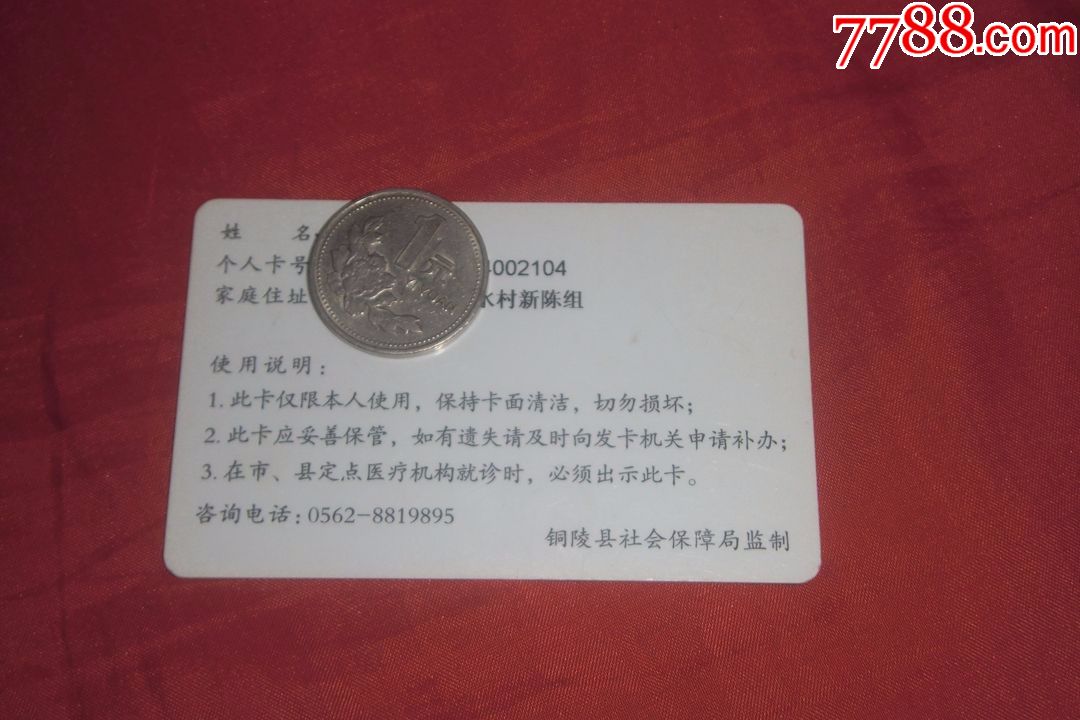 7788.com
姓 名:
个人卡号 4002104
家庭住址 水村新陈组
使用说明：
1. 此卡仅限本人使用，保持卡面清洁，切勿损坏；
2. 此卡应妥善保管，如有遗失请及时向发卡机关申请补办；
3. 在市、县定点医疗机构就诊时，必须出示此卡。
咨询电话：0562-8819895
铜陵县社会保障局监制
1元
YI YUAN